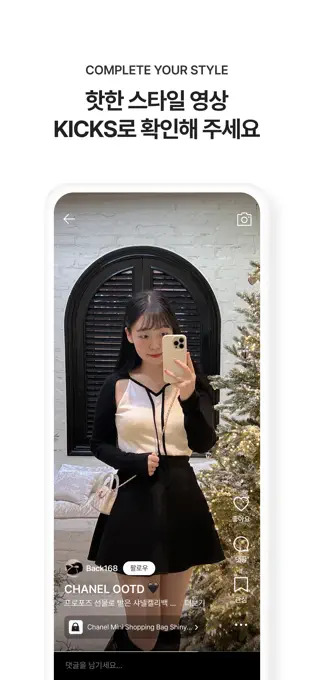 COMPLETE YOUR STYLE
핫한 스타일 영상
KICKS로 확인해 주세요
좋아요
Back168 팔로우
CHANEL OOTD 🖤
프로포즈 선물로 받은 샤넬켈리백 ... 더보기
Chanel Mini Shopping Bag Shiny... >
댓글을 남기세요...